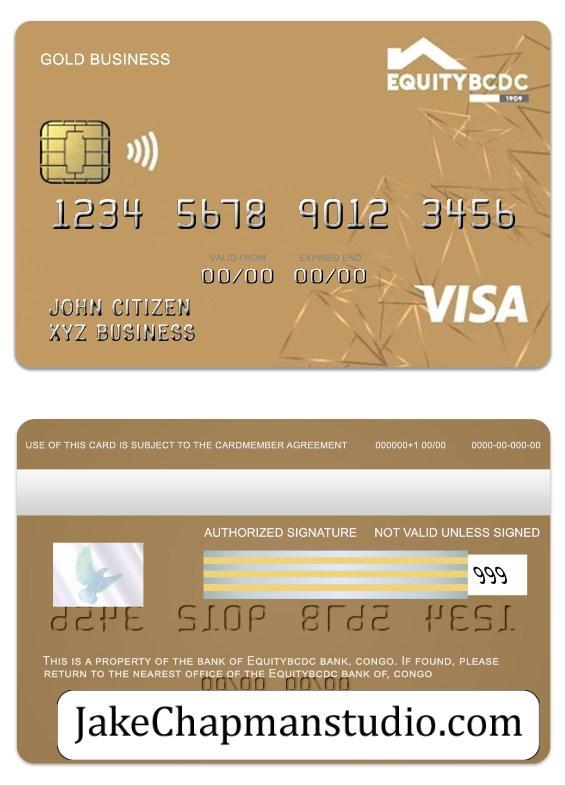 GOLD BUSINESS
EQUITYBCDC
1909
1234 5678 9012 3456
VALID FROM EXPIRED END
00/00 00/00
JOHN CITIZEN
VISA
XYZ BUSINESS
USE OF THIS CARD IS SUBJECT TO THE CARDMEMBER AGREEMENT 000000+1 00/00 0000-00-000-00
AUTHORIZED SIGNATURE NOT VALID UNLESS SIGNED
999
THIS IS A PROPERTY OF THE BANK OF EQUITYBCDC BANK, CONGO. IF FOUND, PLEASE
RETURN TO THE NEAREST OFFICE OF THE EQUITYBCDC BANK OF, CONGO
JakeChapmanstudio.com